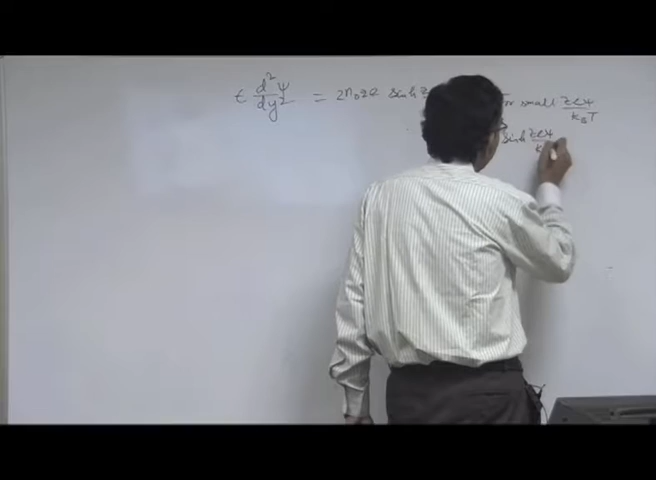 ε d²ψ/dy² = 2n₀ze sinh for small zeψ/k_BT
sinh zeψ/k